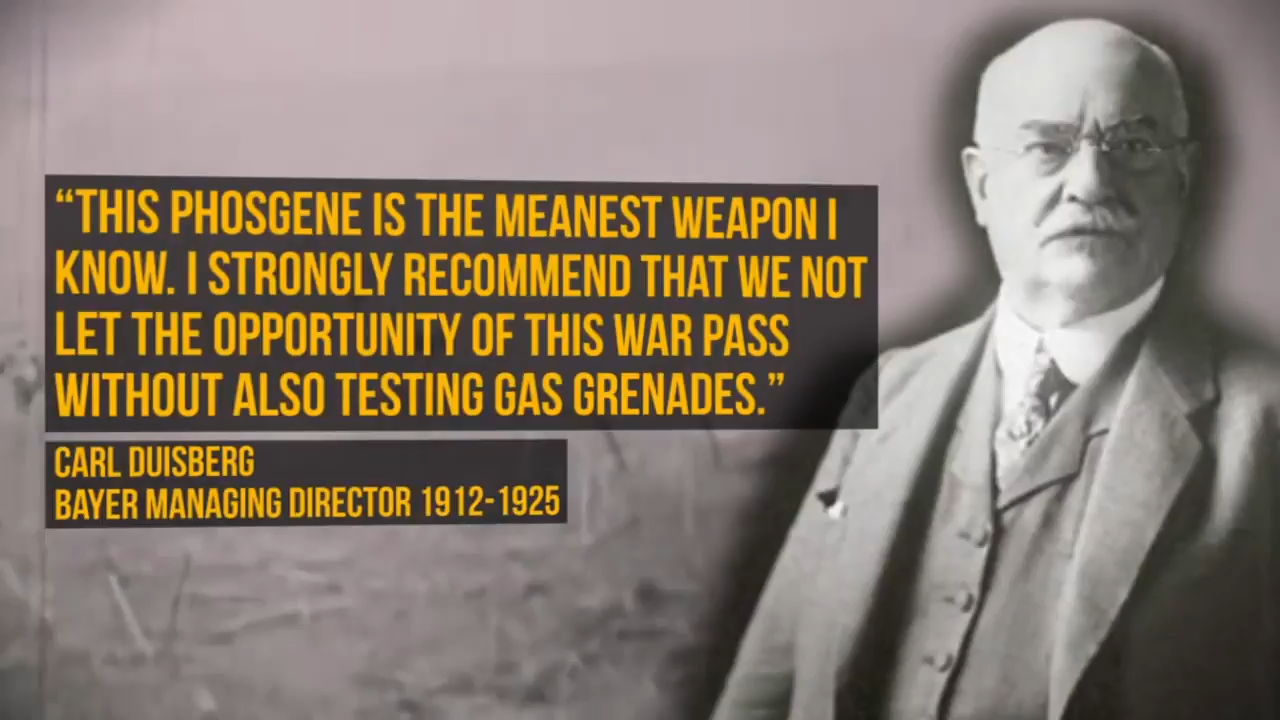 “THIS PHOSGENE IS THE MEANEST WEAPON I
KNOW. I STRONGLY RECOMMEND THAT WE NOT
LET THE OPPORTUNITY OF THIS WAR PASS
WITHOUT ALSO TESTING GAS GRENADES.”
CARL DUISBERG
BAYER MANAGING DIRECTOR 1912-1925